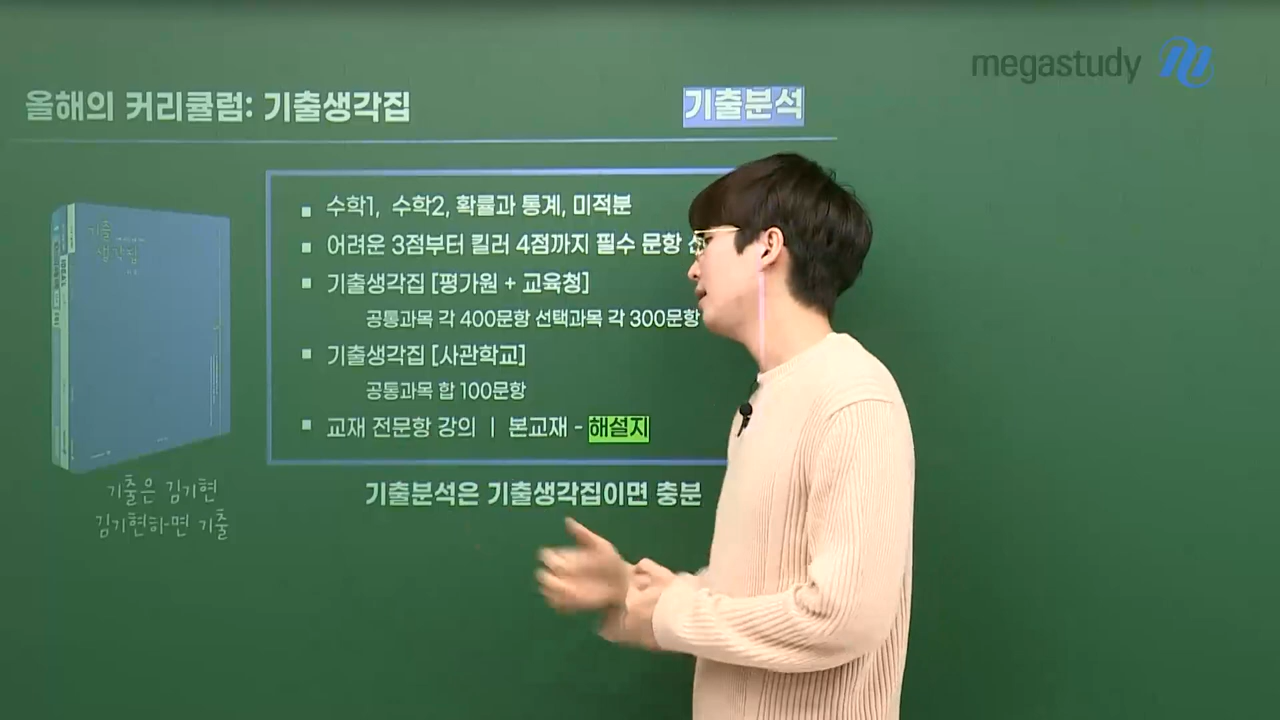 megastudy
올해의 커리큘럼: 기출생각집
기출분석
수학1, 수학2, 확률과 통계, 미적분
어려운 3점부터 킬러 4점까지 필수 문항
기출생각집 [평가원 + 교육청]
공통과목 각 400문항 선택과목 각 300문항
기출생각집 [사관학교]
공통과목 합 100문항
교재 전문항 강의 | 본교재 - 해설지
기출분석은 기출생각집이면 충분
기출
생각집
기출은 김기현
김기현하면 기출